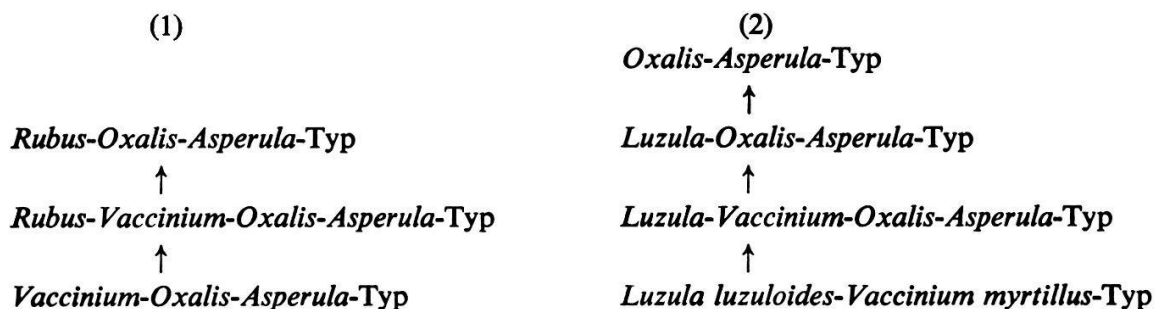 (1) (2)
Oxalis-Asperula-Typ
↑
Rubus-Oxalis-Asperula-Typ Luzula-Oxalis-Asperula-Typ
↑ ↑
Rubus-Vaccinium-Oxalis-Asperula-Typ Luzula-Vaccinium-Oxalis-Asperula-Typ
↑ ↑
Vaccinium-Oxalis-Asperula-Typ Luzula luzuloides-Vaccinium myrtillus-Typ